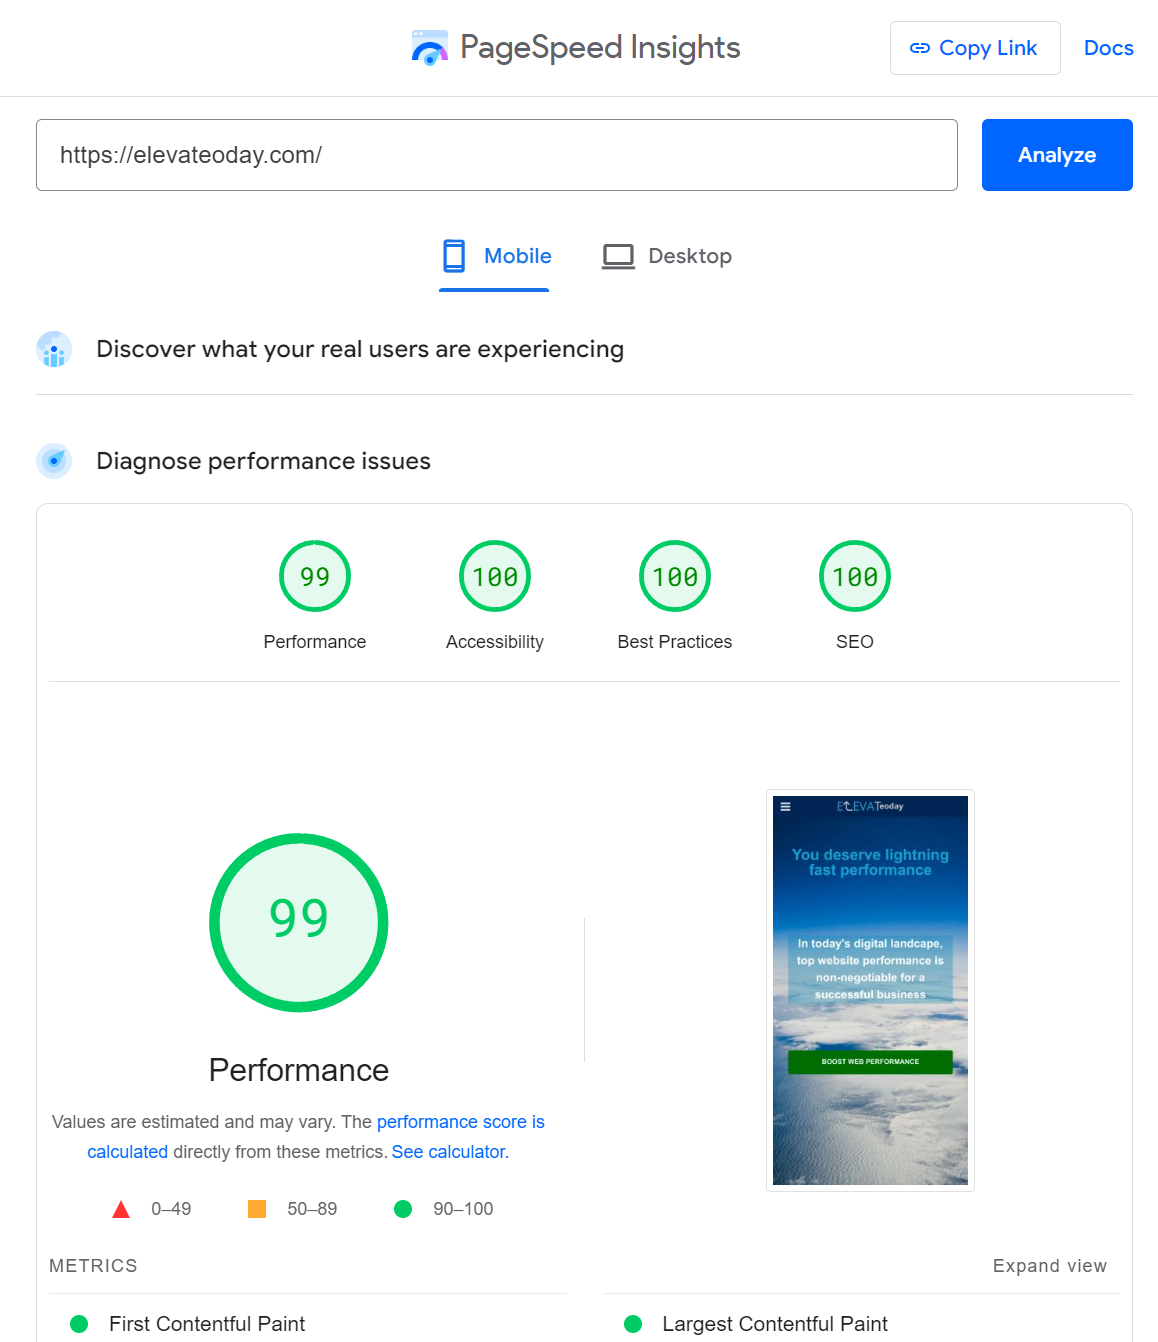 PageSpeed Insights
Copy Link
Docs
https://elevateoday.com/
Analyze
Mobile
Desktop
Discover what your real users are experiencing
Diagnose performance issues
99
100
100
100
Performance
Accessibility
Best Practices
SEO
99
Performance
Values are estimated and may vary. The performance score is
calculated directly from these metrics. See calculator.
0–49
50–89
90–100
ELEVATeoday
You deserve lightning
fast performance
In today's digital landcape,
top website performance is
non-negotiable for a
successful business
BOOST WEB PERFORMANCE
METRICS
Expand view
First Contentful Paint
Largest Contentful Paint